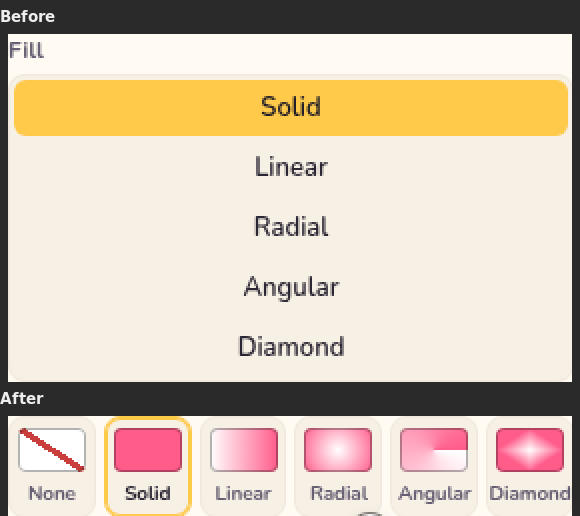 Before
Fill
Solid
Linear
Radial
Angular
Diamond
After
None Solid Linear Radial Angular Diamond